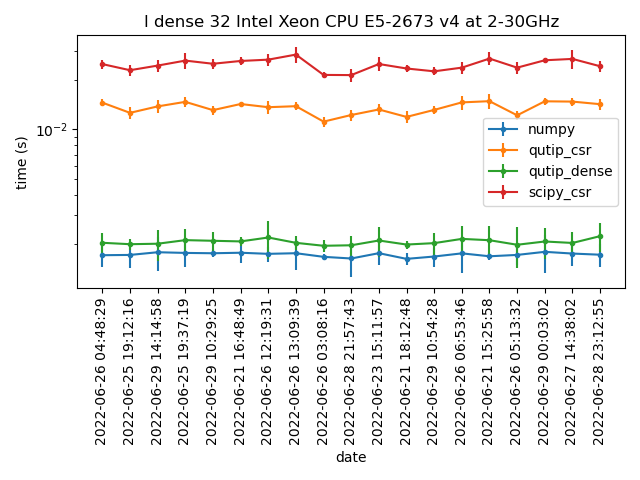 l dense 32 Intel Xeon CPU E5-2673 v4 at 2-30GHz
time (s)
10⁻²
numpy
qutip_csr
qutip_dense
scipy_csr
2022-06-26 04:48:29
2022-06-25 19:12:16
2022-06-29 14:14:58
2022-06-25 19:37:19
2022-06-29 10:29:25
2022-06-21 16:48:49
2022-06-26 12:19:31
2022-06-26 13:09:39
2022-06-26 03:08:16
2022-06-28 21:57:43
2022-06-23 15:11:57
2022-06-21 18:12:48
2022-06-29 10:54:28
2022-06-26 06:53:46
2022-06-21 15:25:58
2022-06-26 05:13:32
2022-06-29 00:03:02
2022-06-27 14:38:02
2022-06-28 23:12:55
date